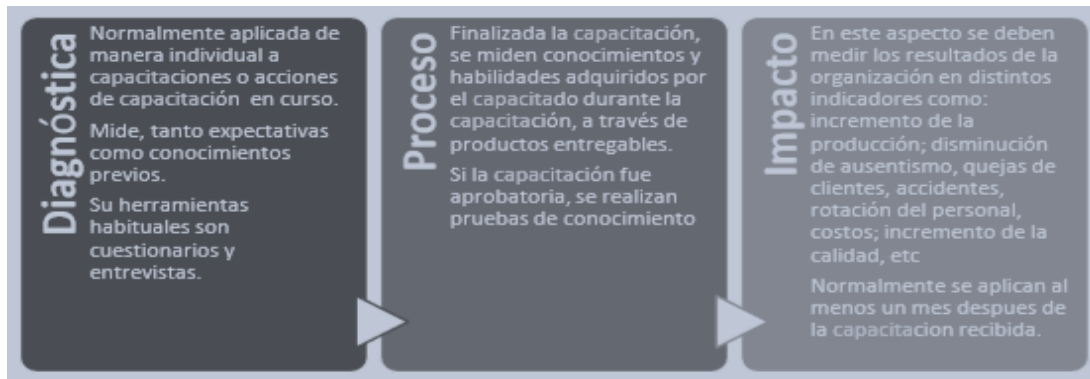 Diagnóstica
Normalmente aplicada de
manera individual a
capacitaciones o acciones
de capacitación en curso.
Mide, tanto expectativas
como conocimientos
previos.
Su herramientas
habituales son
cuestionarios y
entrevistas.
Proceso
Finalizada la capacitación,
se miden conocimientos y
habilidades adquiridos por
el capacitado durante la
capacitación, a través de
productos entregables.
Si la capacitación fue
aprobatoria, se realizan
pruebas de conocimiento
Impacto
En este aspecto se deben
medir los resultados de la
organización en distintos
indicadores como:
incremento de la
producción; disminución
de ausentismo, quejas de
clientes, accidentes,
rotación del personal,
costos; incremento de la
calidad, etc
Normalmente se aplican al
menos un mes despues de
la capacitacion recibida.